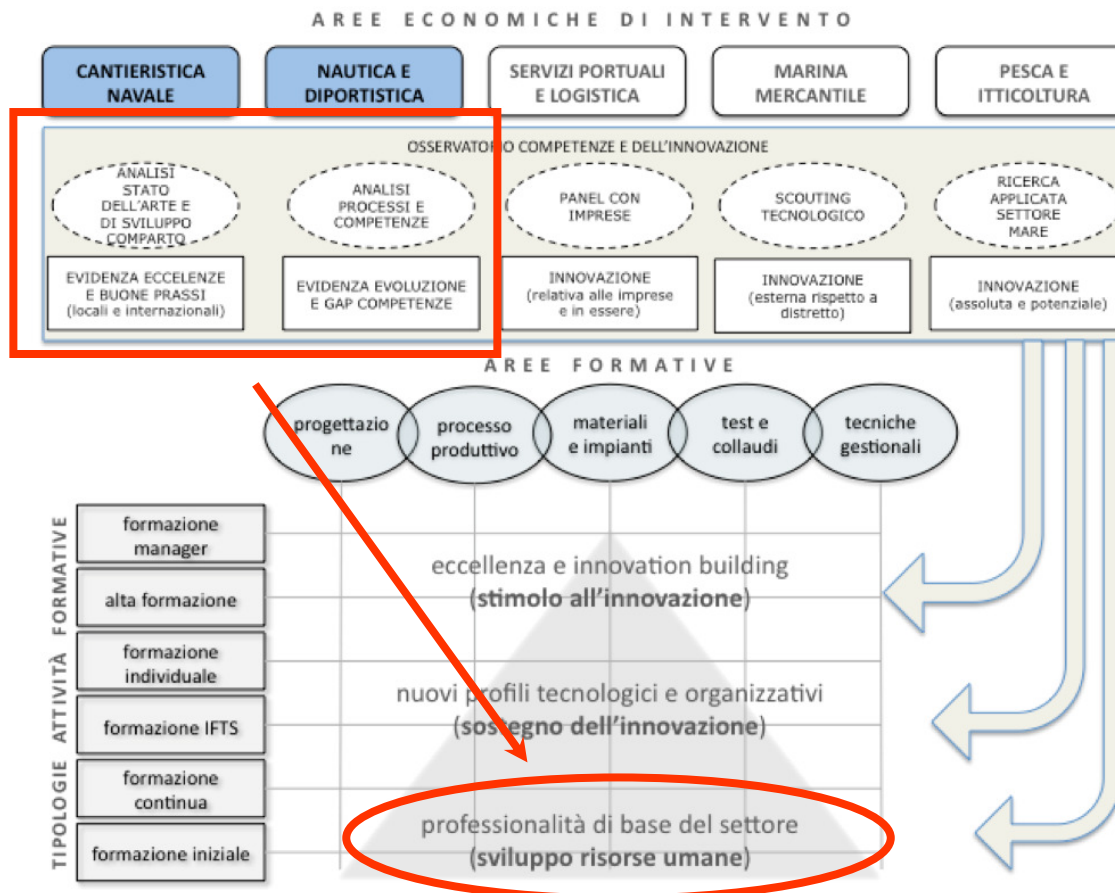 AREE ECONOMICHE DI INTERVENTO
CANTIERISTICA
NAVALE
NAUTICA E
DIPORTISTICA
SERVIZI PORTUALI
E LOGISTICA
MARINA
MERCANTILE
PESCA E
ITTICOLTURA
OSSERVATORIO COMPETENZE E DELL'INNOVAZIONE
ANALISI
STATO
DELL'ARTE E
DI SVILUPPO
COMPARTO
ANALISI
PROCESSI E
COMPETENZE
PANEL CON
IMPRESE
SCOUTING
TECNOLOGICO
RICERCA
APPLICATA
SETTORE
MARE
EVIDENZA ECCELENZE
E BUONE PRASSI
(locali e internazionali)
EVIDENZA EVOLUZIONE
E GAP COMPETENZE
INNOVAZIONE
(relativa alle imprese
e in essere)
INNOVAZIONE
(esterna rispetto a
distretto)
INNOVAZIONE
(assoluta e potenziale)
AREE FORMATIVE
progettazio
ne
processo
produttivo
materiali
e impianti
test e
collaudi
tecniche
gestionali
TIPOLOGIE ATTIVITÀ FORMATIVE
formazione
manager
alta formazione
formazione
individuale
formazione IFTS
formazione
continua
formazione iniziale
eccellenza e innovation building
(stimolo all'innovazione)
nuovi profili tecnologici e organizzativi
(sostegno dell'innovazione)
professionalità di base del settore
(sviluppo risorse umane)